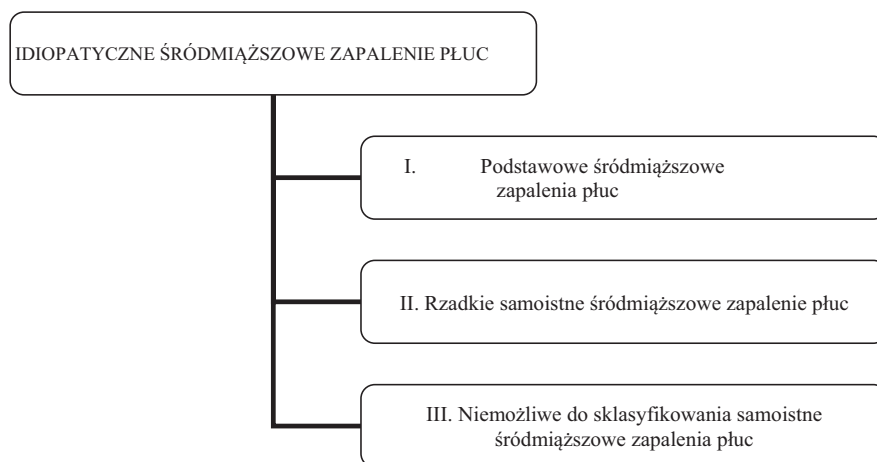 IDIOPATYCZNE ŚRÓDMIĄŻSZOWE ZAPALENIE PŁUC
I. Podstawowe śródmiąższowe
zapalenia płuc
II. Rzadkie samoistne śródmiąższowe zapalenie płuc
III. Niemożliwe do sklasyfikowania samoistne
śródmiąższowe zapalenia płuc